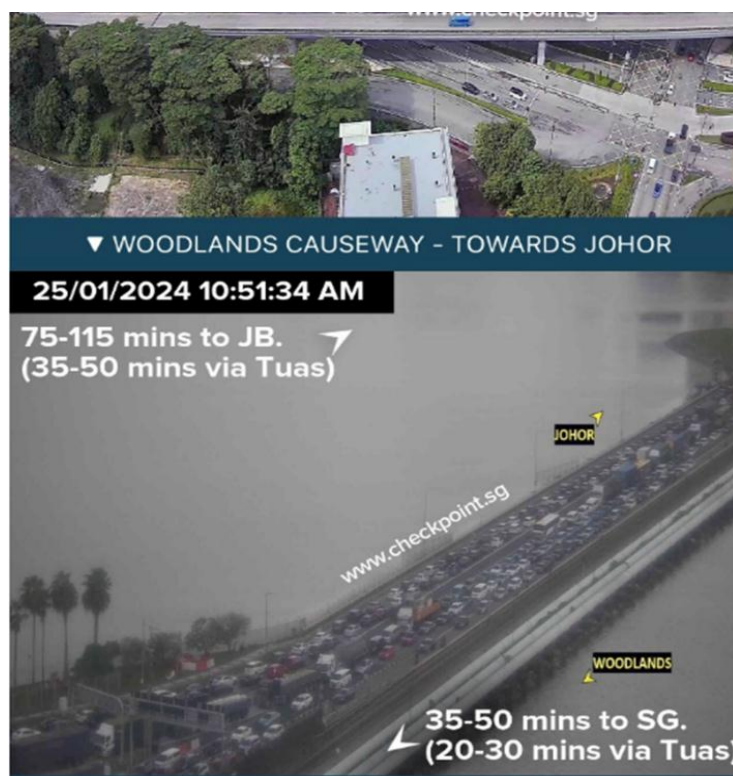 www.checkpoint.sg
▼ WOODLANDS CAUSEWAY – TOWARDS JOHOR
25/01/2024 10:51:34 AM
75-115 mins to JB.
(35-50 mins via Tuas)
JOHOR
www.checkpoint.sg
WOODLANDS
35-50 mins to SG.
(20-30 mins via Tuas)